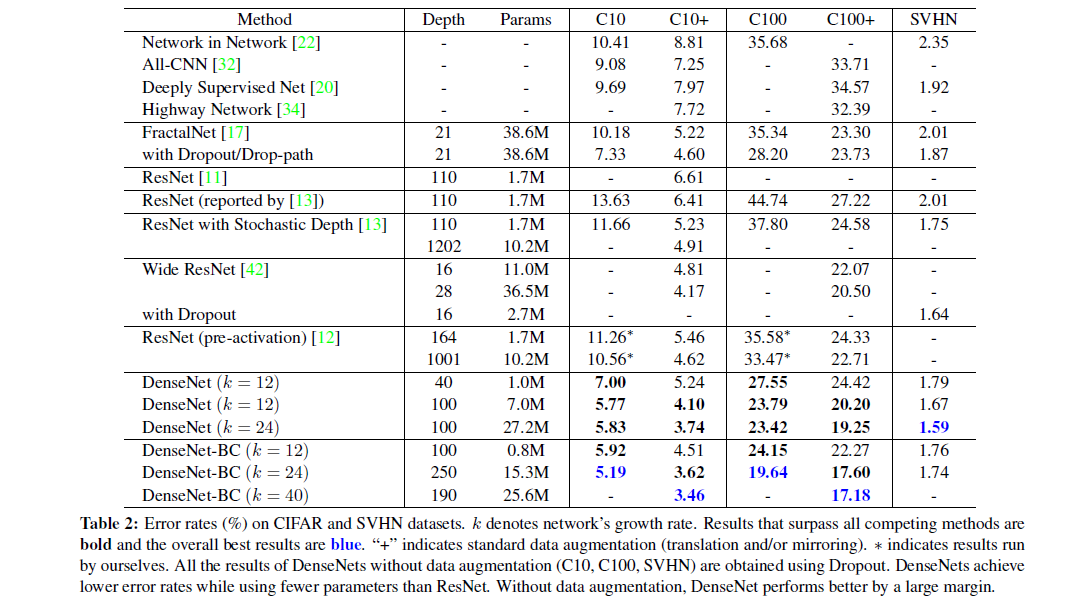 Method Depth Params C10 C10+ C100 C100+ SVHN
Network in Network [22] - - 10.41 8.81 35.68 - 2.35
All-CNN [32] - - 9.08 7.25 - 33.71 -
Deeply Supervised Net [20] - - 9.69 7.97 - 34.57 1.92
Highway Network [34] - - - 7.72 - 32.39 -
FractalNet [17] 21 38.6M 10.18 5.22 35.34 23.30 2.01
with Dropout/Drop-path 21 38.6M 7.33 4.60 28.20 23.73 1.87
ResNet [11] 110 1.7M - 6.61 - - -
ResNet (reported by [13]) 110 1.7M 13.63 6.41 44.74 27.22 2.01
ResNet with Stochastic Depth [13] 110 1.7M 11.66 5.23 37.80 24.58 1.75
1202 10.2M - 4.91 - - -
Wide ResNet [42] 16 11.0M - 4.81 - 22.07 -
28 36.5M - 4.17 - 20.50 -
with Dropout 16 2.7M - - - - 1.64
ResNet (pre-activation) [12] 164 1.7M 11.26* 5.46 35.58* 24.33 -
1001 10.2M 10.56* 4.62 33.47* 22.71 -
DenseNet (k = 12) 40 1.0M 7.00 5.24 27.55 24.42 1.79
DenseNet (k = 12) 100 7.0M 5.77 4.10 23.79 20.20 1.67
DenseNet (k = 24) 100 27.2M 5.83 3.74 23.42 19.25 1.59
DenseNet-BC (k = 12) 100 0.8M 5.92 4.51 24.15 22.27 1.76
DenseNet-BC (k = 24) 250 15.3M 5.19 3.62 19.64 17.60 1.74
DenseNet-BC (k = 40) 190 25.6M - 3.46 - 17.18 -
Table 2: Error rates (%) on CIFAR and SVHN datasets. k denotes network's growth rate. Results that surpass all competing methods are
bold and the overall best results are blue. “+” indicates standard data augmentation (translation and/or mirroring). ∗ indicates results run
by ourselves. All the results of DenseNets without data augmentation (C10, C100, SVHN) are obtained using Dropout. DenseNets achieve
lower error rates while using fewer parameters than ResNet. Without data augmentation, DenseNet performs better by a large margin.